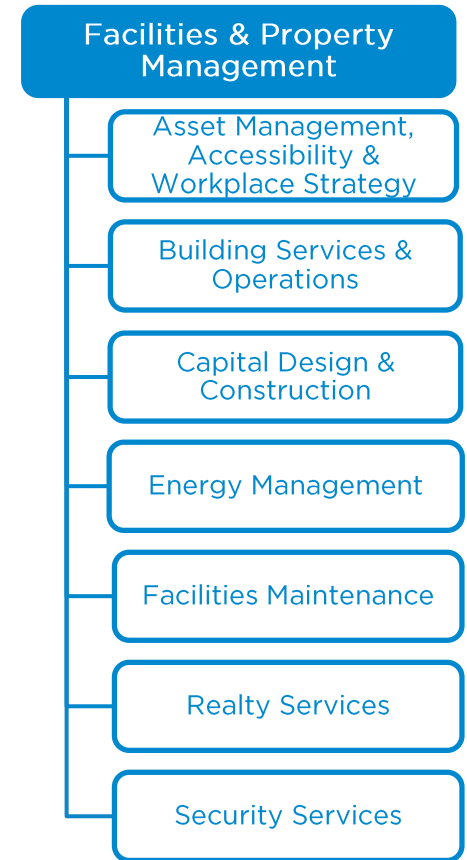 Facilities & Property
Management
Asset Management,
Accessibility &
Workplace Strategy
Building Services &
Operations
Capital Design &
Construction
Energy Management
Facilities Maintenance
Realty Services
Security Services